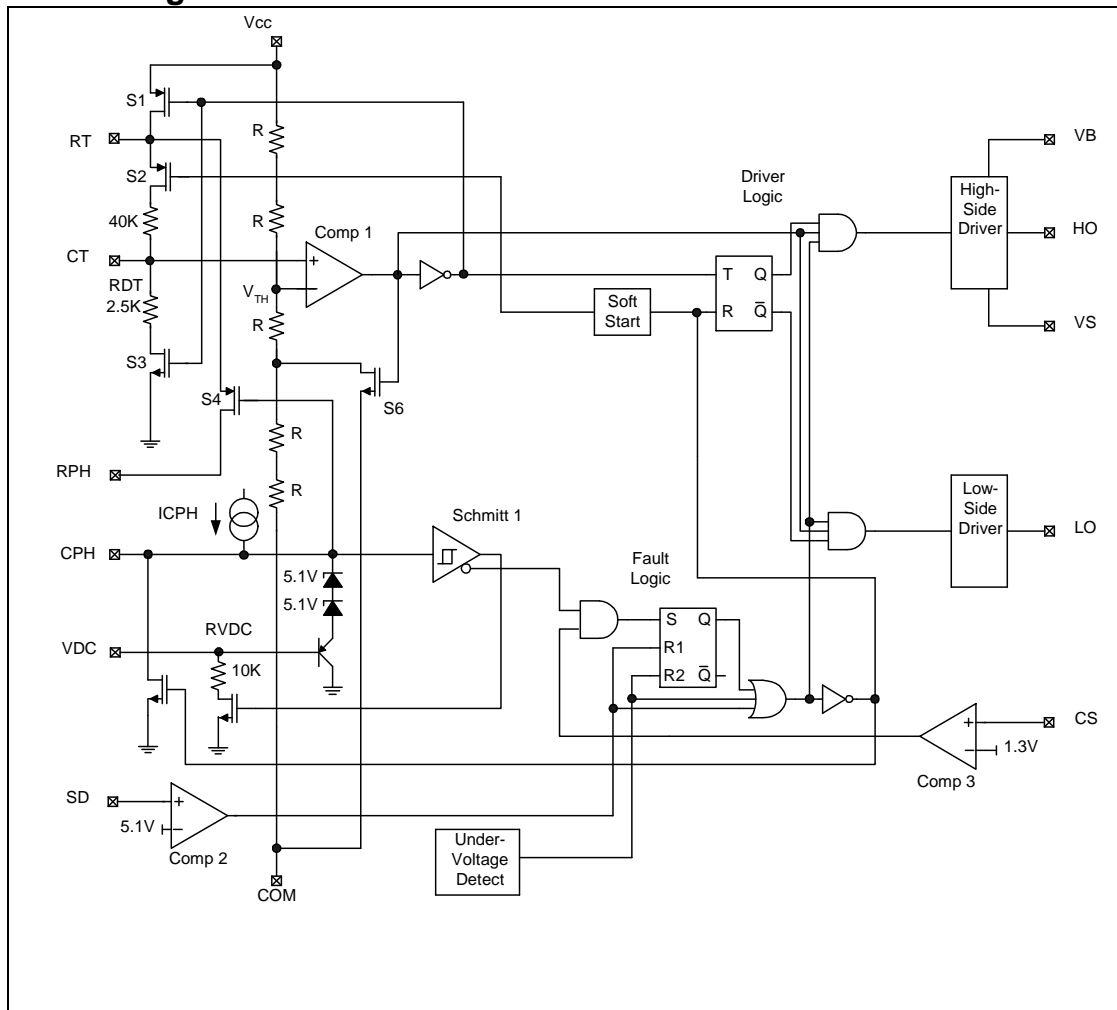 Vcc
S1
R
RT
VB
S2
Driver
Logic
High-
Side
Driver
40K
R
Comp 1
HO
CT
+
T
Q
RDT
2.5K
VTH
−
Soft
Start
R
Q
R
VS
S3
S4
S6
R
RPH
R
ICPH
Schmitt 1
Low-
Side
Driver
LO
CPH
5.1V
Fault
Logic
5.1V
S
Q
VDC
RVDC
R1
10K
R2
Q
CS
+
−
1.3V
Comp 3
SD
+
5.1V
−
Comp 2
Under-
Voltage
Detect
COM